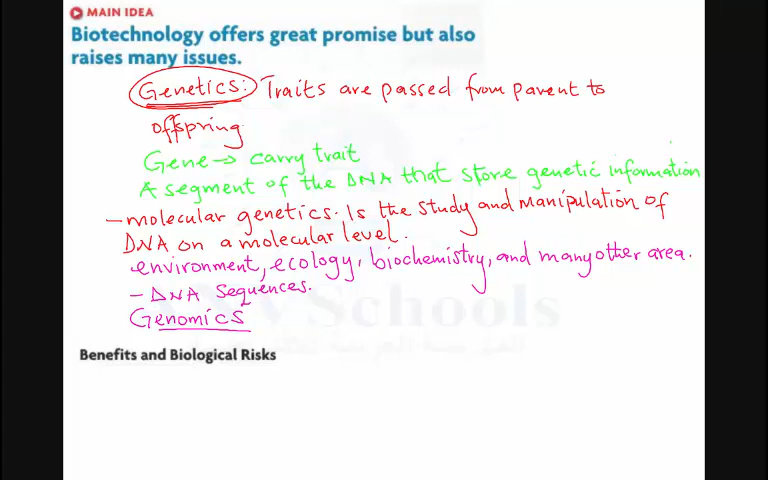 MAIN IDEA
Biotechnology offers great promise but also
raises many issues.
Genetics: Traits are passed from parent to
offspring
Gene → carry trait
A segment of the DNA that store genetic information
- molecular genetics. Is the study and manipulation of
DNA on a molecular level.
environment, ecology, biochemistry, and many other area.
- DNA Sequences.
Genomics
Schools
Benefits and Biological Risks